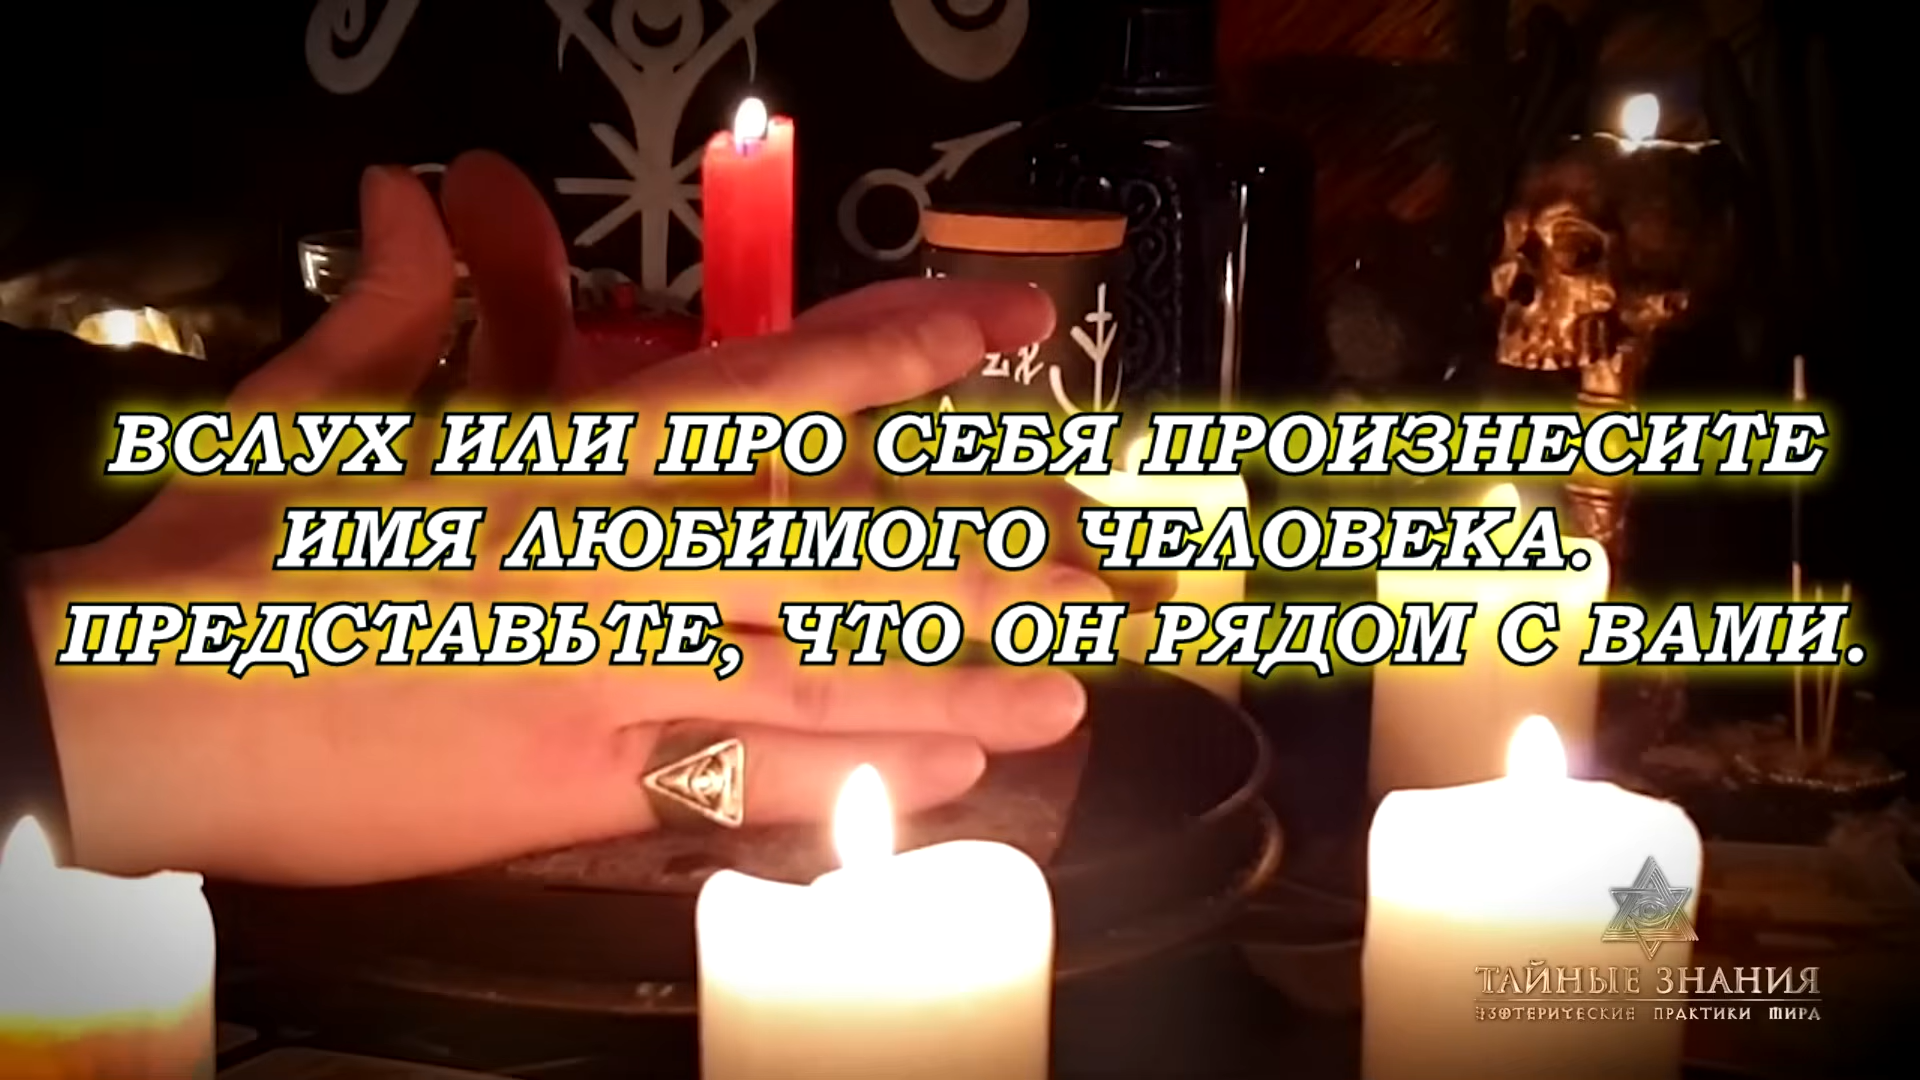 ВСЛУХ ИЛИ ПРО СЕБЯ ПРОИЗНЕСИТЕ
ИМЯ ЛЮБИМОГО ЧЕЛОВЕКА.
ПРЕДСТАВЬТЕ, ЧТО ОН РЯДОМ С ВАМИ.
ТАЙНЫЕ ЗНАНИЯ
ЭЗОТЕРИЧЕСКИЕ ПРАКТИКИ МИРА